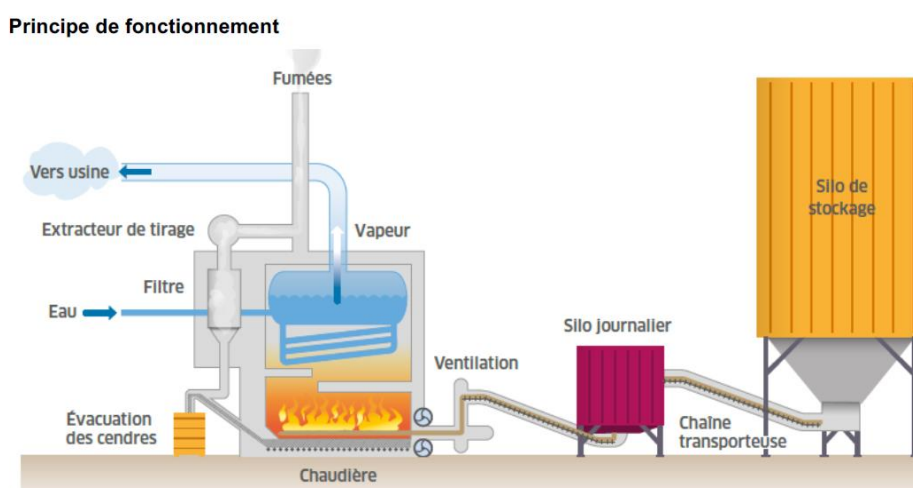 Principe de fonctionnement
Fumées
Vers usine
Silo de
stockage
Extracteur de tirage
Vapeur
Filtre
Eau
Silo journalier
Ventilation
Évacuation
des cendres
Chaîne
transporteuse
Chaudière